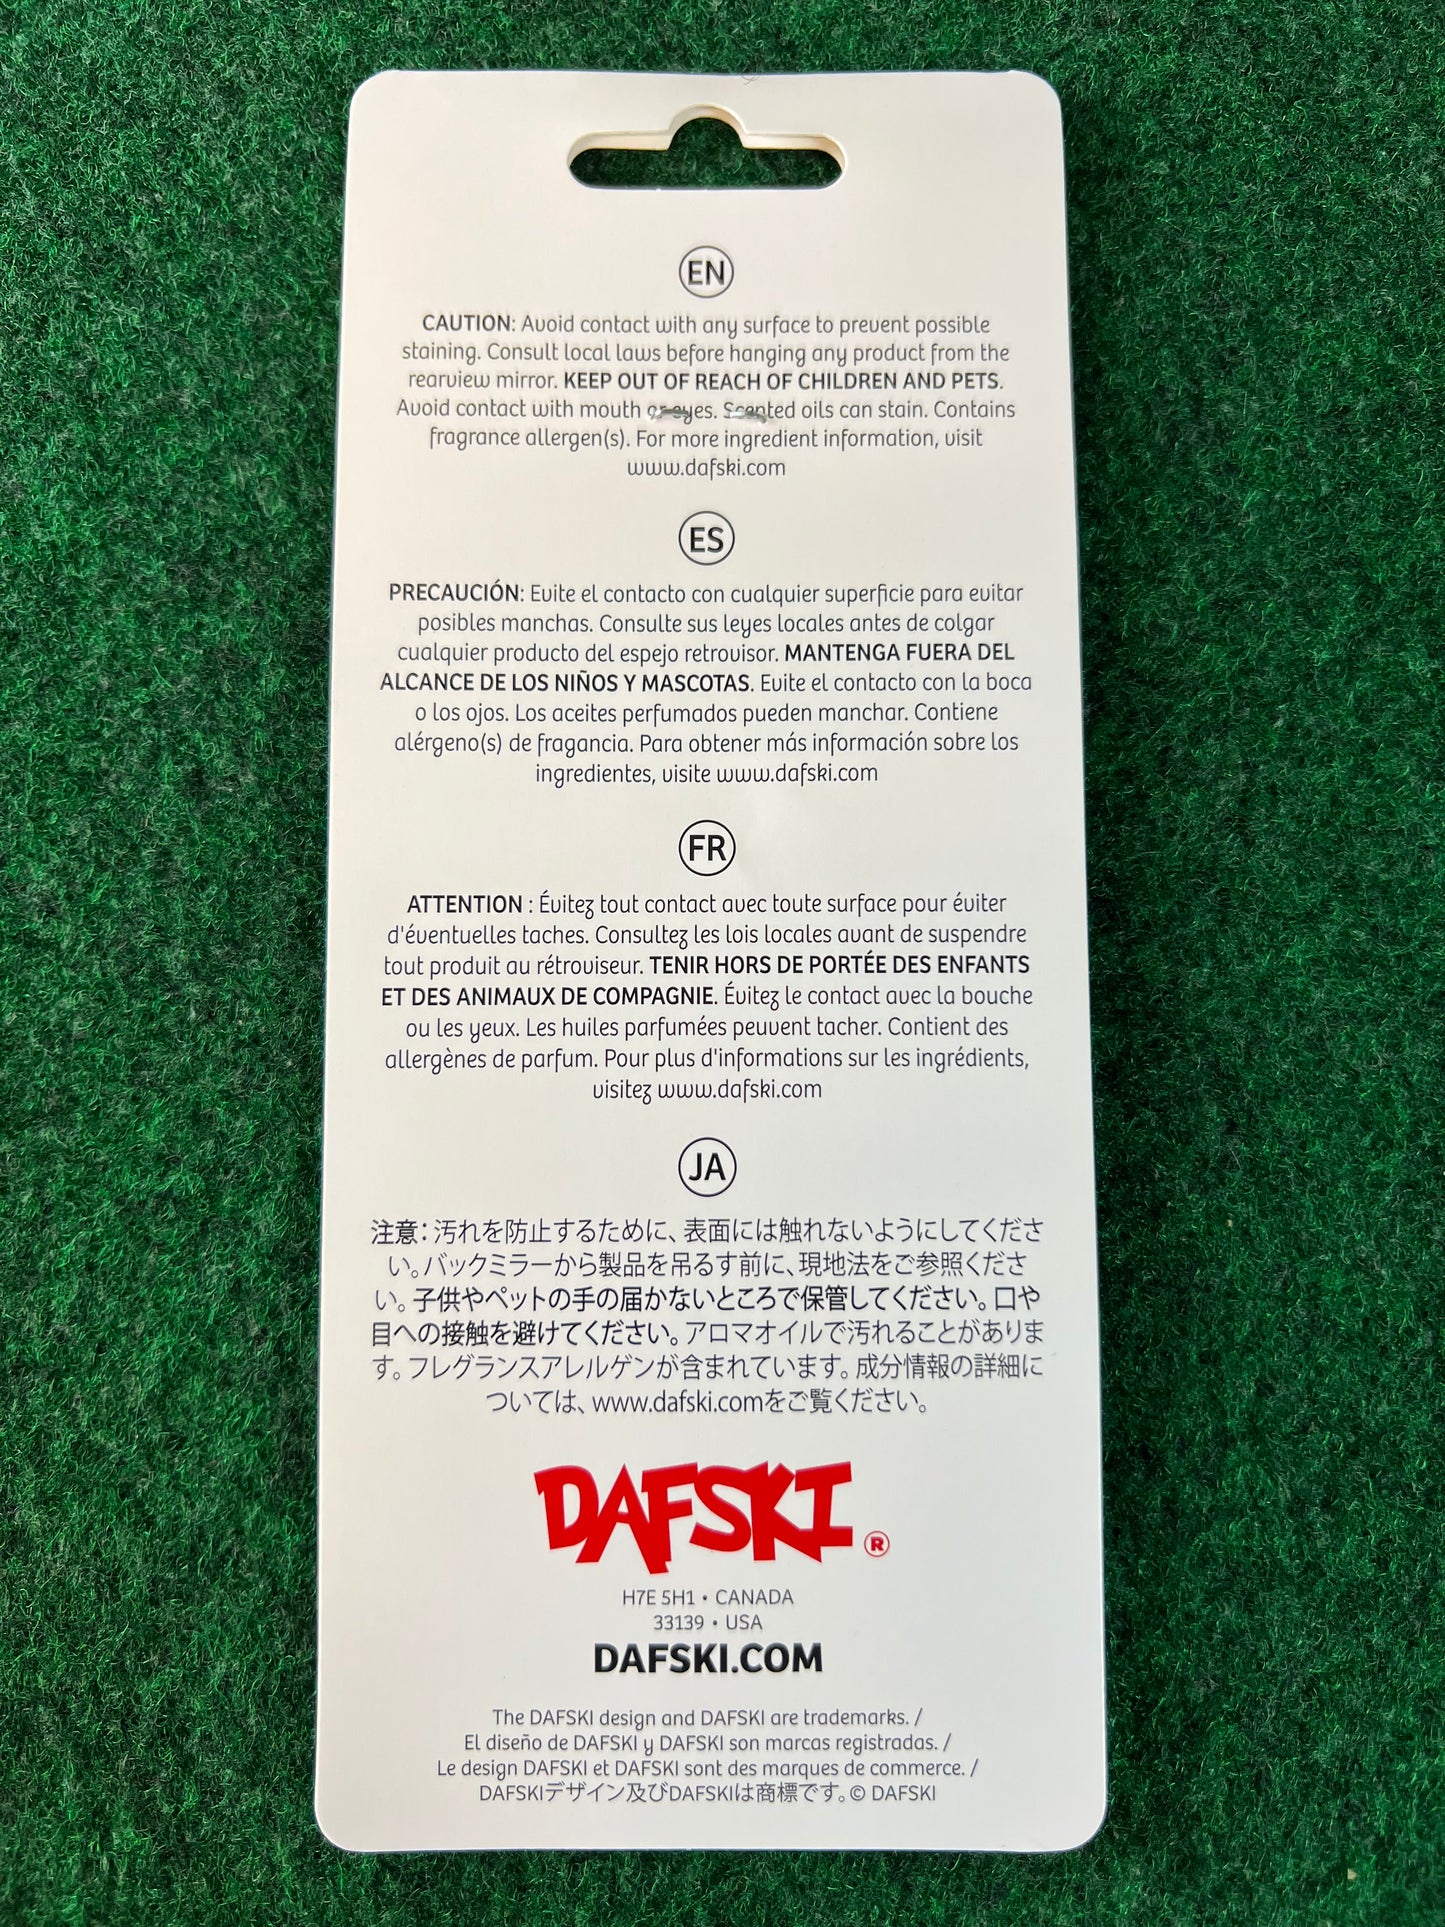 EN
CAUTION: Avoid contact with any surface to prevent possible
staining. Consult local laws before hanging any product from the
rearview mirror. KEEP OUT OF REACH OF CHILDREN AND PETS.
Avoid contact with mouth or eyes. Scented oils can stain. Contains
fragrance allergen(s). For more ingredient information, visit
www.dafski.com
ES
PRECAUCIÓN: Evite el contacto con cualquier superficie para evitar
posibles manchas. Consulte sus leyes locales antes de colgar
cualquier producto del espejo retrovisor. MANTENGA FUERA DEL
ALCANCE DE LOS NIÑOS Y MASCOTAS. Evite el contacto con la boca
o los ojos. Los aceites perfumados pueden manchar. Contiene
alérgeno(s) de fragancia. Para obtener más información sobre los
ingredientes, visite www.dafski.com
FR
ATTENTION : Évitez tout contact avec toute surface pour éviter
d'éventuelles taches. Consultez les lois locales avant de suspendre
tout produit au rétroviseur. TENIR HORS DE PORTÉE DES ENFANTS
ET DES ANIMAUX DE COMPAGNIE. Évitez le contact avec la bouche
ou les yeux. Les huiles parfumées peuvent tacher. Contient des
allergènes de parfum. Pour plus d'informations sur les ingrédients,
visitez www.dafski.com
JA
注意：汚れを防止するために、表面には触れないようにしてくださ
い。バックミラーから製品を吊るす前に、現地法をご参照くださ
い。子供やペットの手の届かないところで保管してください。口や
目への接触を避けてください。アロマオイルで汚れることがありま
す。フレグランスアレルゲンが含まれています。成分情報の詳細に
ついては、www.dafski.comをご覧ください。
DAFSKI®
H7E 5H1 • CANADA
33139 • USA
DAFSKI.COM
The DAFSKI design and DAFSKI are trademarks. /
El diseño de DAFSKI y DAFSKI son marcas registradas. /
Le design DAFSKI et DAFSKI sont des marques de commerce. /
DAFSKIデザイン及びDAFSKIは商標です。© DAFSKI